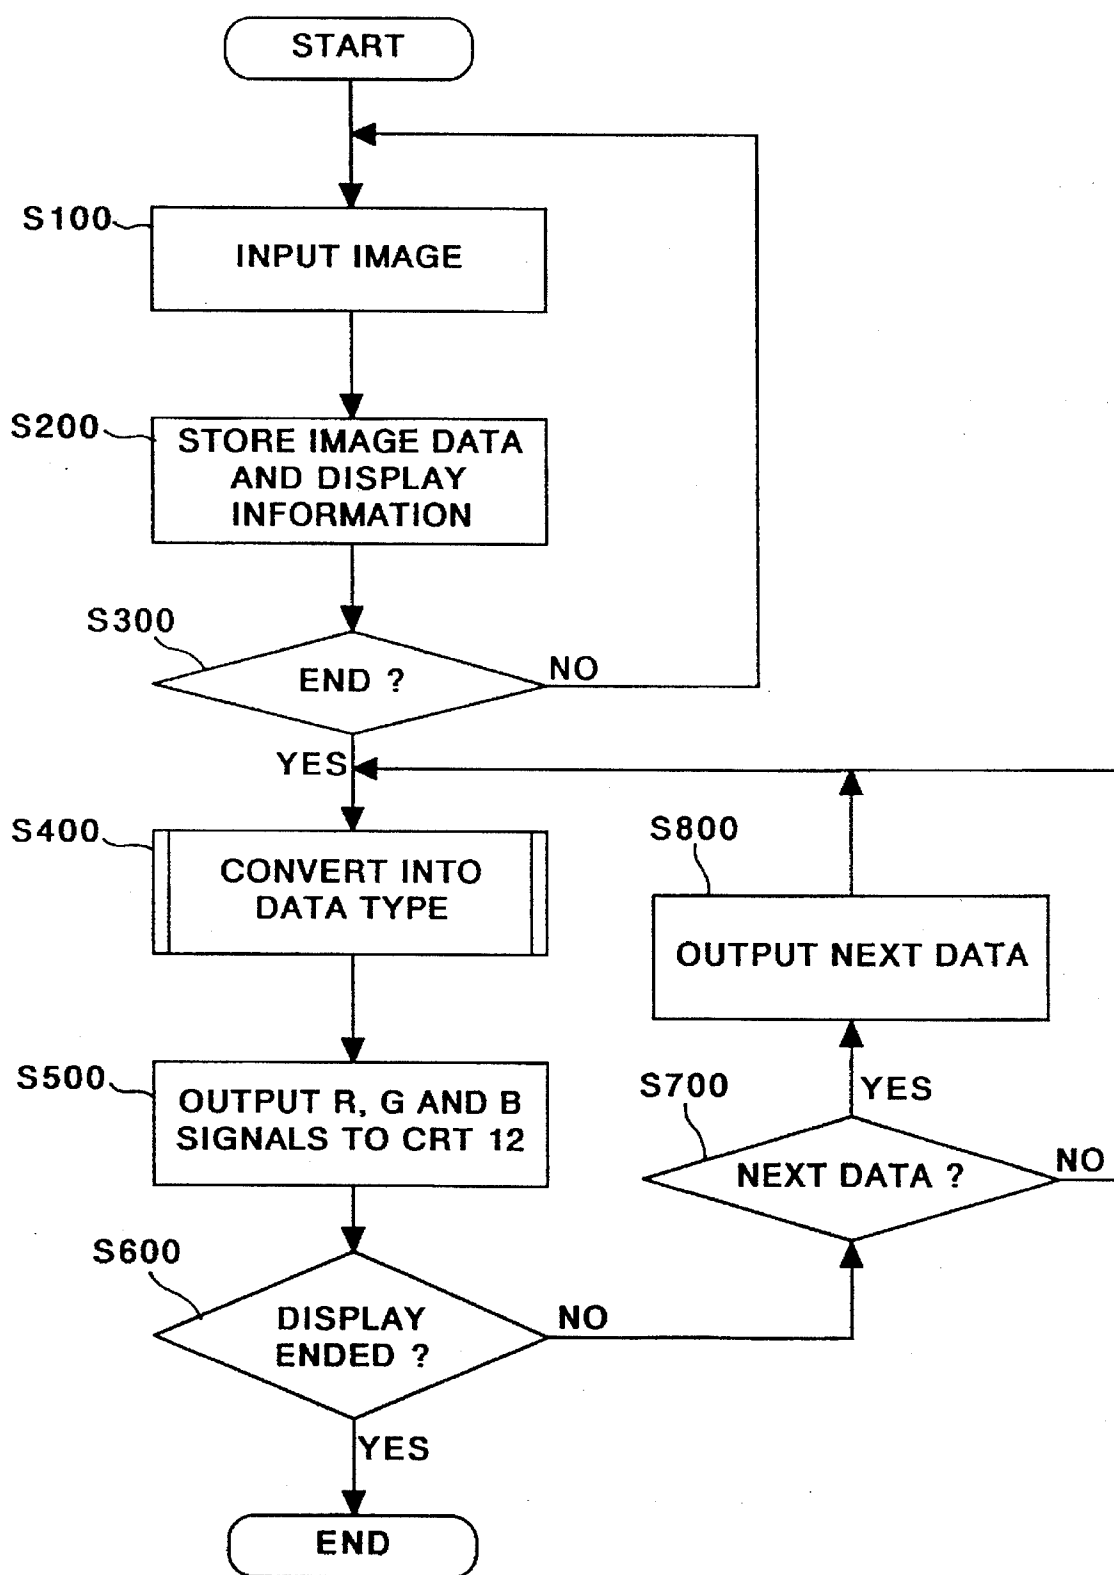 START
S100
INPUT IMAGE
S200
STORE IMAGE DATA
AND DISPLAY
INFORMATION
S300
END ?
NO
YES
S400
CONVERT INTO
DATA TYPE
S500
OUTPUT R, G AND B
SIGNALS TO CRT 12
S600
DISPLAY
ENDED ?
NO
YES
END
S700
NEXT DATA ?
NO
YES
S800
OUTPUT NEXT DATA